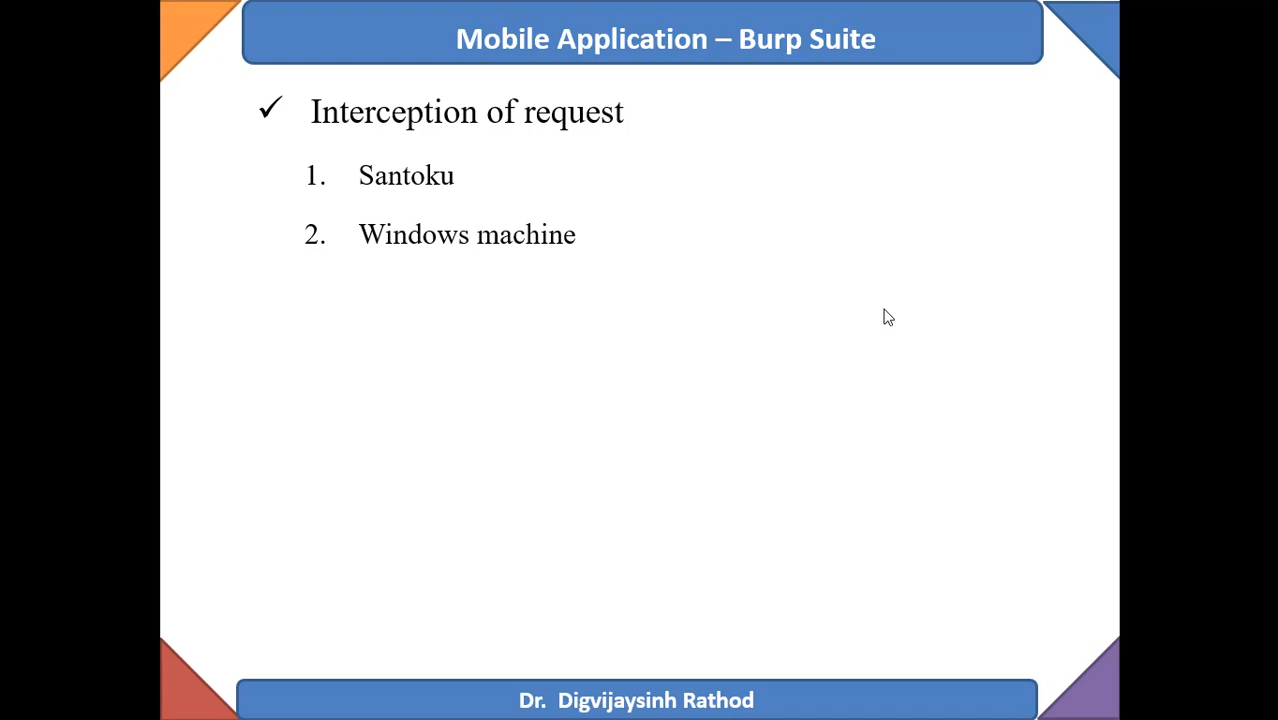 Mobile Application – Burp Suite
✓ Interception of request
1. Santoku
2. Windows machine
Dr. Digvijaysinh Rathod